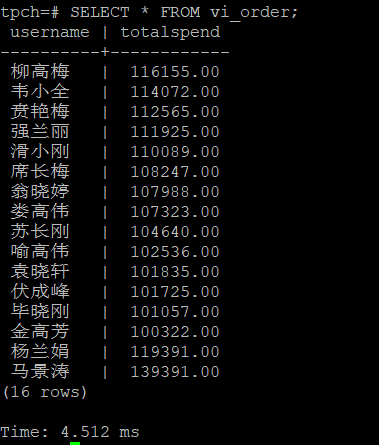 tpch=# SELECT * FROM vi_order;
username | totalspend
----------+------------
柳高梅 | 116155.00
韦小全 | 114072.00
贲艳梅 | 112565.00
强兰丽 | 111925.00
滑小刚 | 110089.00
席长梅 | 108247.00
翁晓婷 | 107988.00
娄高伟 | 107323.00
苏长刚 | 104640.00
喻高伟 | 102536.00
袁晓轩 | 101835.00
伏成峰 | 101725.00
毕晓刚 | 101057.00
金高芳 | 100322.00
杨兰娟 | 119391.00
马景涛 | 139391.00
(16 rows)
Time: 4.512 ms